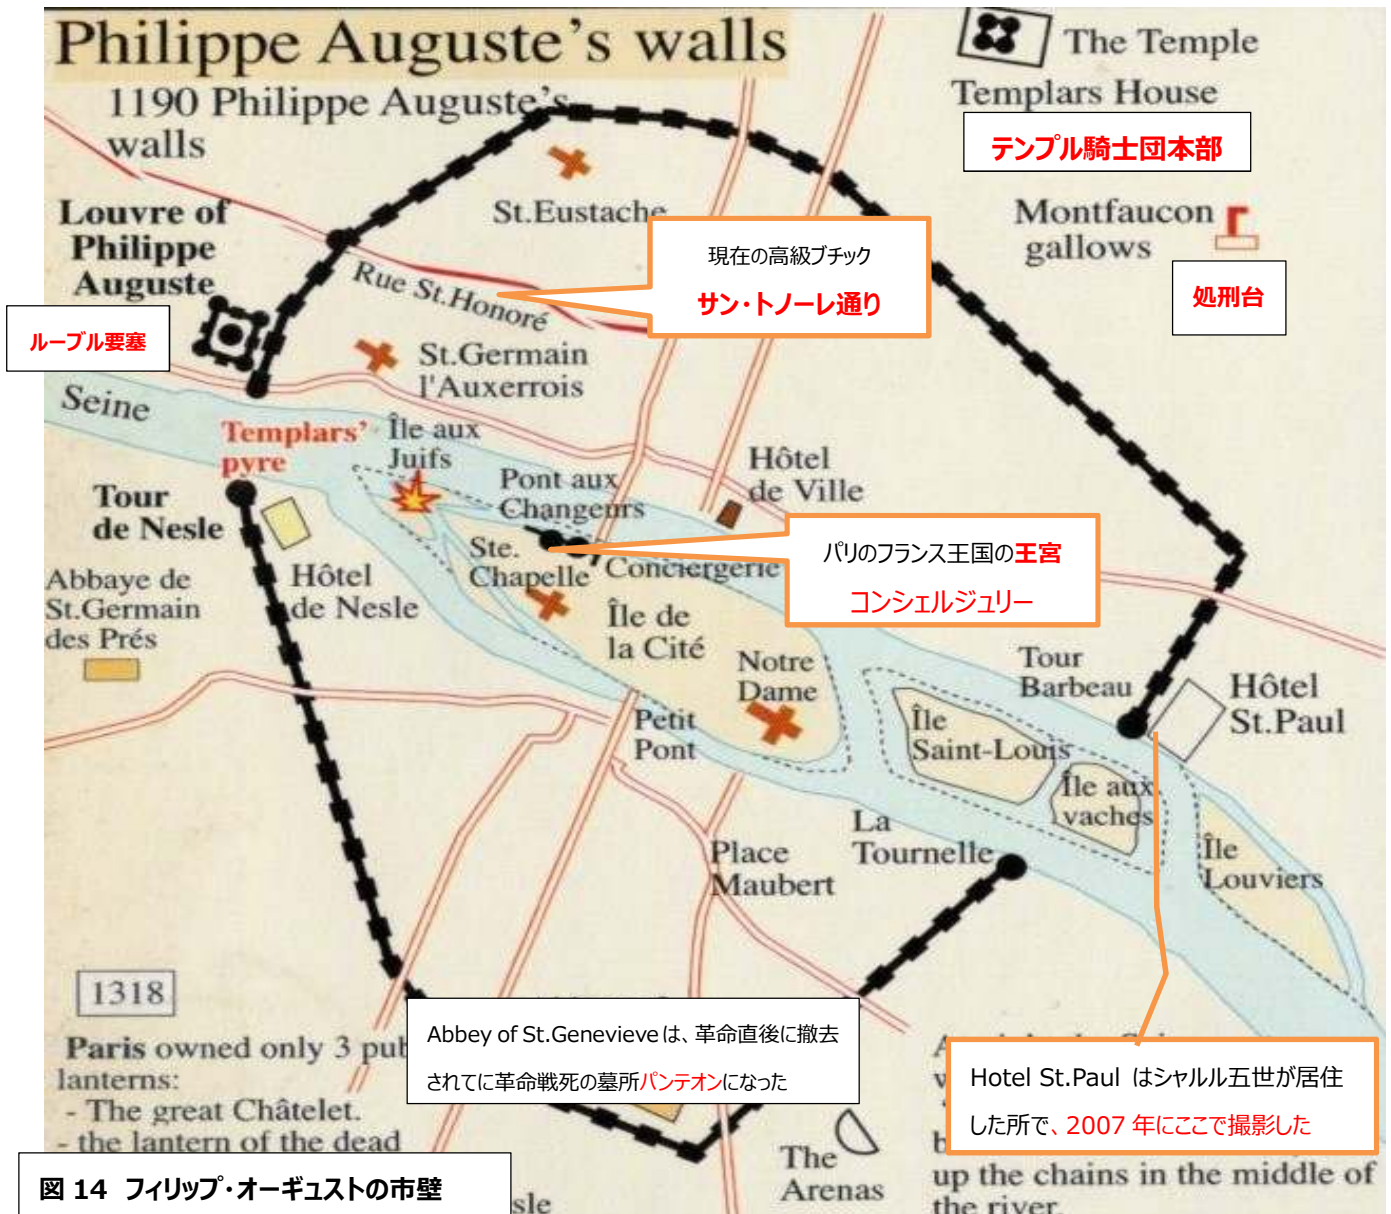 Philippe Auguste's walls
1190 Philippe Auguste's
walls
The Temple
Templars House
テンプル騎士団本部
Louvre of
Philippe
Auguste
St.Eustache
Montfaucon
gallows
現在の高級ブチック
サン・トノーレ通り
処刑台
Rue St.Honoré
ルーブル要塞
St.Germain
l'Auxerrois
Seine
Templars'
pyre
Île aux
Juifs
Pont aux
Changeurs
Hôtel
de Ville
Tour
de Nesle
Ste.
Chapelle
Conciergerie
パリのフランス王国の王宮
コンシェルジュリー
Abbaye de
St.Germain
des Prés
Hôtel
de Nesle
Île de
la Cité
Notre
Dame
Tour
Barbeau
Hôtel
St.Paul
Petit
Pont
Île
Saint-Louis
Île aux
vaches
Place
Maubert
La
Tournelle
Île
Louviers
1318
Paris owned only 3 pub
lanterns:
- The great Châtelet.
- the lantern of the dead
Abbey of St.Genevieve は、革命直後に撤去
されてに革命戦死の墓所パンテオンになった
Hotel St.Paul はシャルル五世が居住
した所で、2007 年にここで撮影した
The
Arenas
up the chains in the middle of
the river.
図 14 フィリップ・オーギュストの市壁
sle